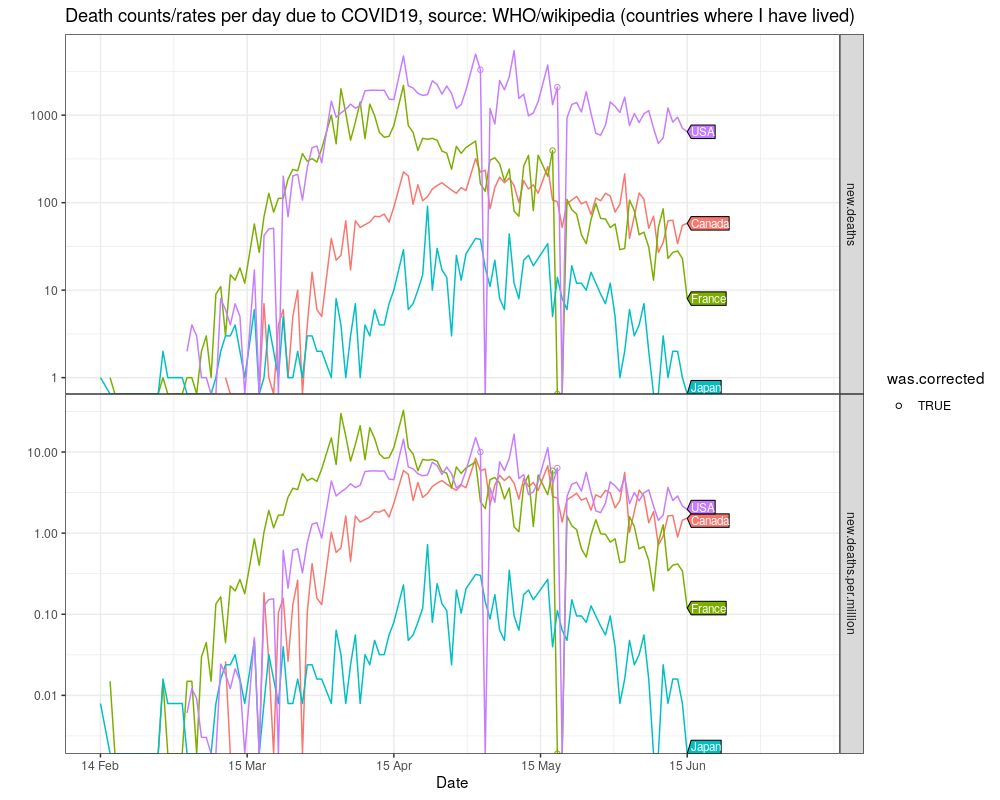 Death counts/rates per day due to COVID19, source: WHO/wikipedia (countries where I have lived)
1000
100
10
1
USA
Canada
France
Japan
new.deaths
10.00
1.00
0.10
0.01
USA
Canada
France
Japan
new.deaths.per.million
14 Feb
15 Mar
15 Apr
15 May
15 Jun
Date
was.corrected
TRUE